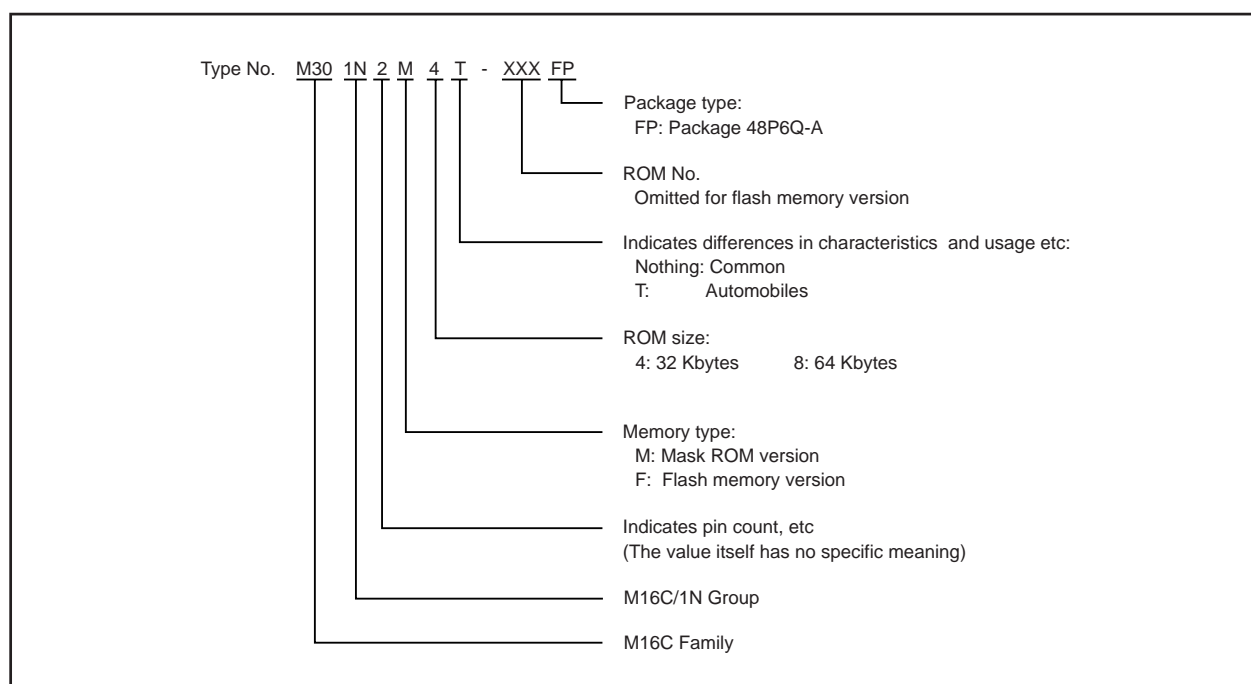 Type No. M30 1N 2 M 4 T - XXX FP
Package type:
FP: Package 48P6Q-A
ROM No.
Omitted for flash memory version
Indicates differences in characteristics and usage etc:
Nothing: Common
T: Automobiles
ROM size:
4: 32 Kbytes 8: 64 Kbytes
Memory type:
M: Mask ROM version
F: Flash memory version
Indicates pin count, etc
(The value itself has no specific meaning)
M16C/1N Group
M16C Family